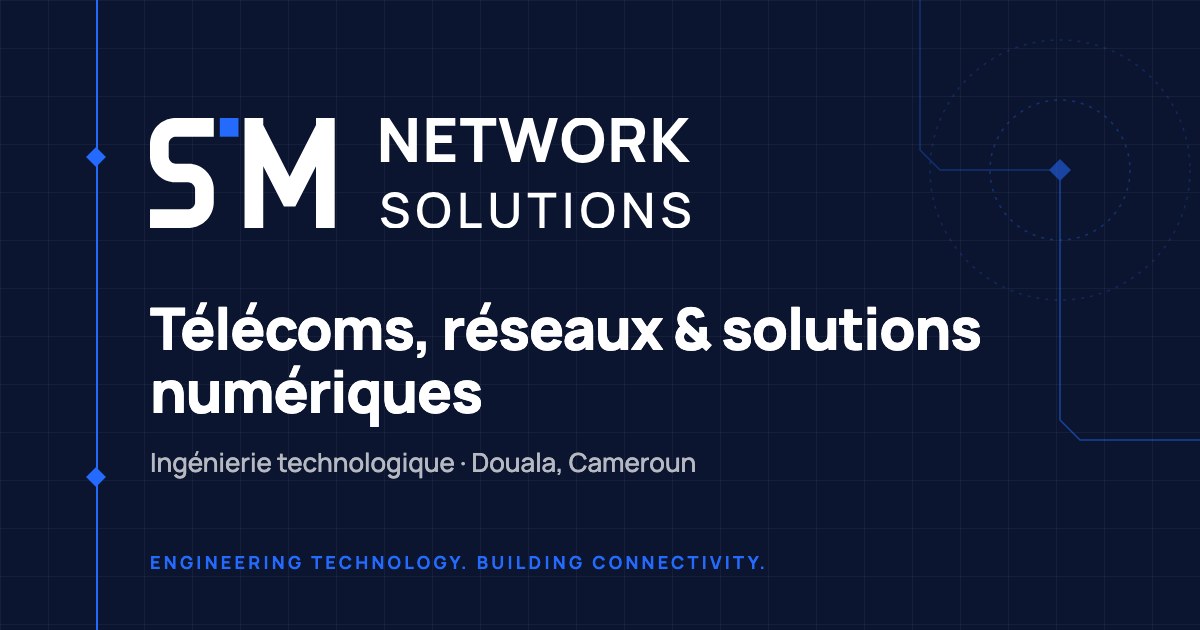 SM NETWORK
SOLUTIONS
Télécoms, réseaux & solutions
numériques
Ingénierie technologique · Douala, Cameroun
ENGINEERING TECHNOLOGY. BUILDING CONNECTIVITY.